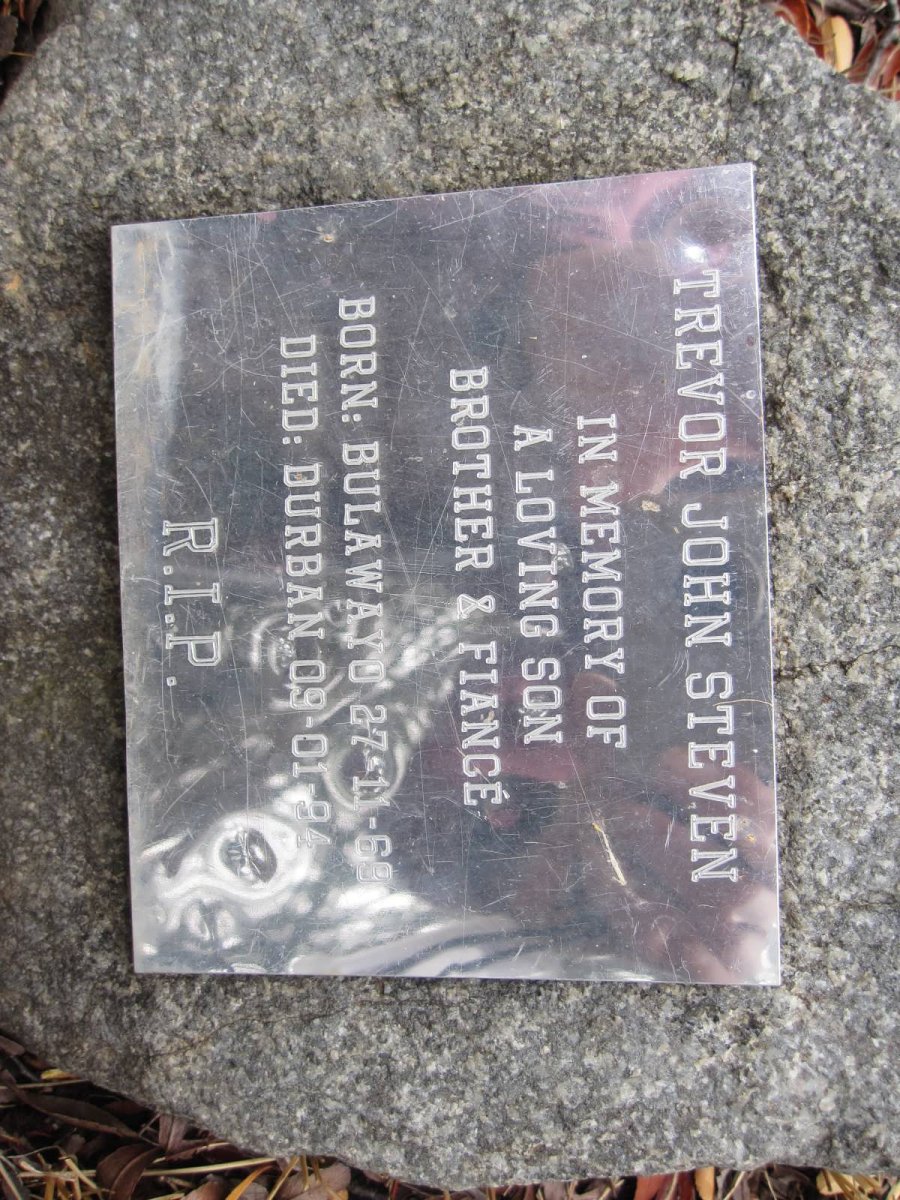 TREVOR JOHN STEVEN
IN MEMORY OF
A LOVING SON
BROTHER & FIANCÉ
BORN: BULAWAYO 27-11-69
DIED: DURBAN 09-01-94
R.I.P.